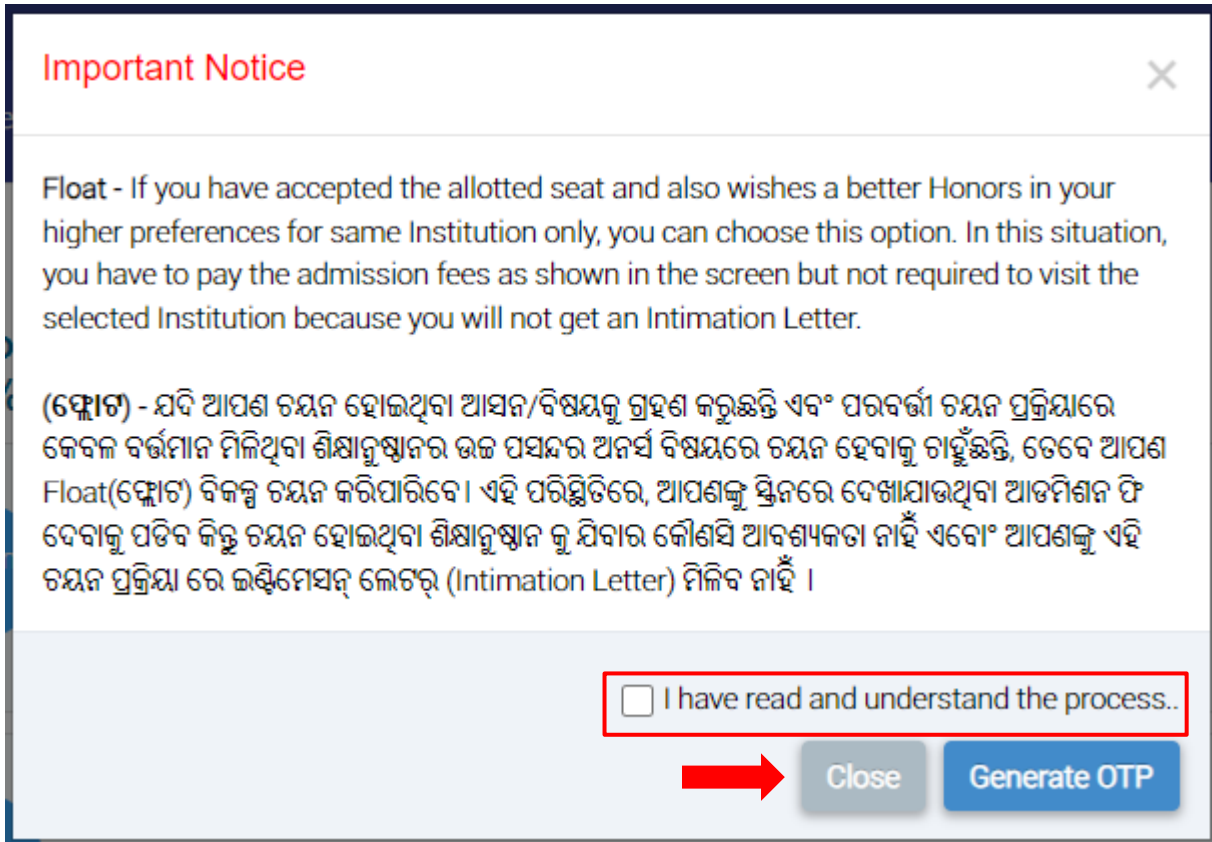 Important Notice
Float - If you have accepted the allotted seat and also wishes a better Honors in your
higher preferences for same Institution only, you can choose this option. In this situation,
you have to pay the admission fees as shown in the screen but not required to visit the
selected Institution because you will not get an Intimation Letter.
(ଫ୍ଲୋଟ) - ଯଦି ଆପଣ ଚୟନ ହୋଇଥିବା ଆସନ/ବିଷୟକୁ ଗ୍ରହଣ କରୁଛନ୍ତି ଏବଂ ପରବର୍ତ୍ତୀ ଚୟନ ପ୍ରକ୍ରିୟାରେ
କେବଳ ବର୍ତ୍ତମାନ ମିଳିଥିବା ଶିକ୍ଷାନୁଷ୍ଠାନର ଉଚ୍ଚ ପସନ୍ଦର ଅନର୍ସ ବିଷୟରେ ଚୟନ ହେବାକୁ ଚାହୁଁଛନ୍ତି, ତେବେ ଆପଣ
Float(ଫ୍ଲୋଟ) ବିକଳ୍ପ ଚୟନ କରିପାରିବେ। ଏହି ପରିସ୍ଥିତିରେ, ଆପଣଙ୍କୁ ସ୍କ୍ରିନରେ ଦେଖାଯାଉଥିବା ଆଡମିଶନ ଫି
ଦେବାକୁ ପଡିବ କିନ୍ତୁ ଚୟନ ହୋଇଥିବା ଶିକ୍ଷାନୁଷ୍ଠାନ କୁ ଯିବାର କୌଣସି ଆବଶ୍ୟକତା ନାହିଁ ଏବୋଂ ଆପଣଙ୍କୁ ଏହି
ଚୟନ ପ୍ରକ୍ରିୟା ରେ ଇଣ୍ଟିମେସନ୍ ଲେଟର୍ (Intimation Letter) ମିଳିବ ନାହିଁ ।
I have read and understand the process..
Close Generate OTP